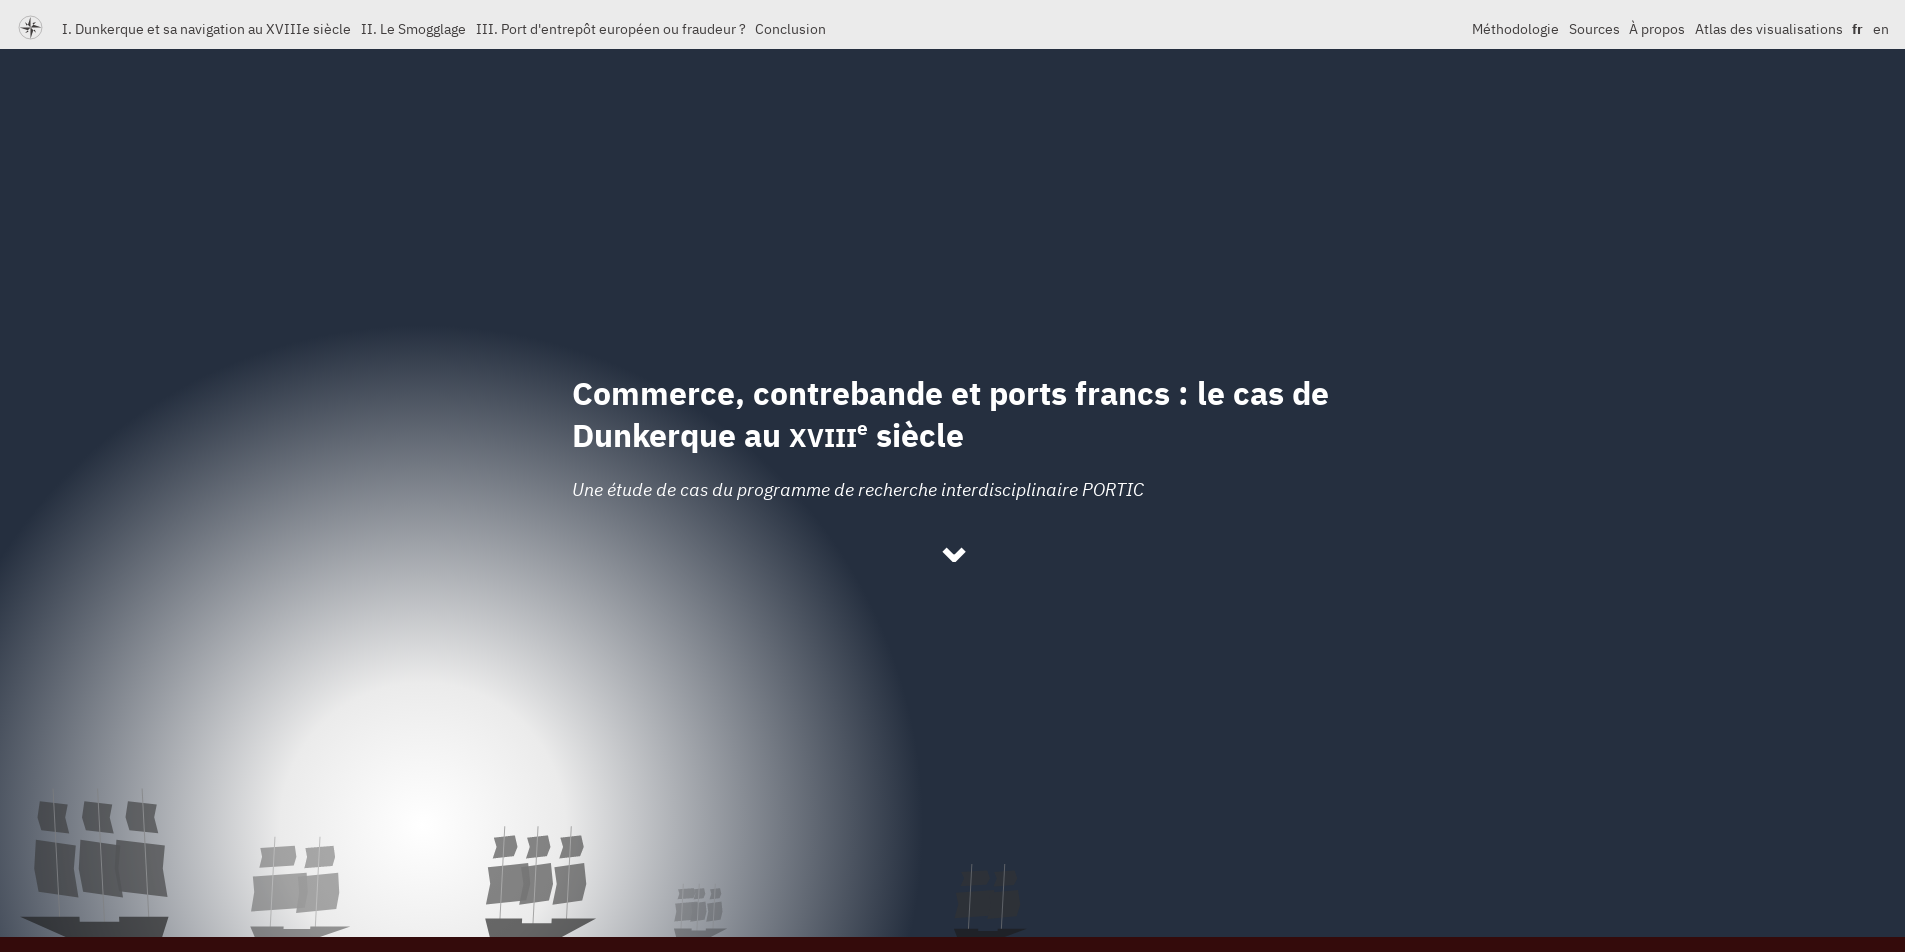 I. Dunkerque et sa navigation au XVIIIe siècle II. Le Smogglage III. Port d'entrepôt européen ou fraudeur ? Conclusion Méthodologie Sources À propos Atlas des visualisations fr en
Commerce, contrebande et ports francs : le cas de
Dunkerque au XVIIIe siècle
Une étude de cas du programme de recherche interdisciplinaire PORTIC